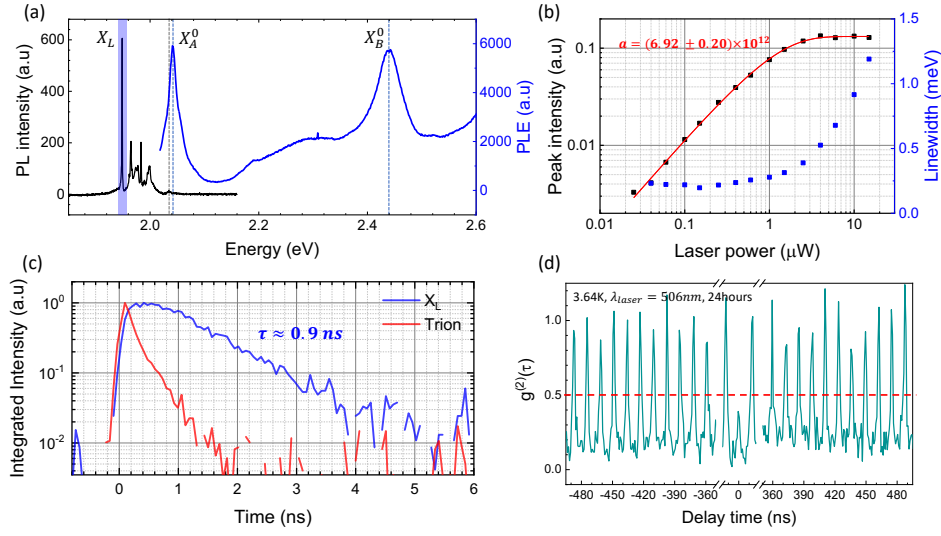 (a)
X_L
X_A^0
X_B^0
PL intensity (a.u)
600
400
200
0
PLE (a.u)
6000
4000
2000
0
2.0
2.2
2.4
2.6
Energy (eV)
(b)
a = (6.92 ± 0.20)×10^12
Peak intensity (a.u)
0.1
0.01
Linewidth (meV)
1.5
1.0
0.5
0.0
0.01
0.1
1
10
Laser power (μW)
(c)
X_L
Trion
τ ≈ 0.9 ns
Integrated Intensity (a.u)
10^0
10^-1
10^-2
0 1 2 3 4 5 6
Time (ns)
(d)
3.64K, λ_laser = 506nm, 24hours
g^(2)(τ)
1.0
0.5
0.0
-480 -450 -420 -390 -360 0 360 390 420 450 480
Delay time (ns)